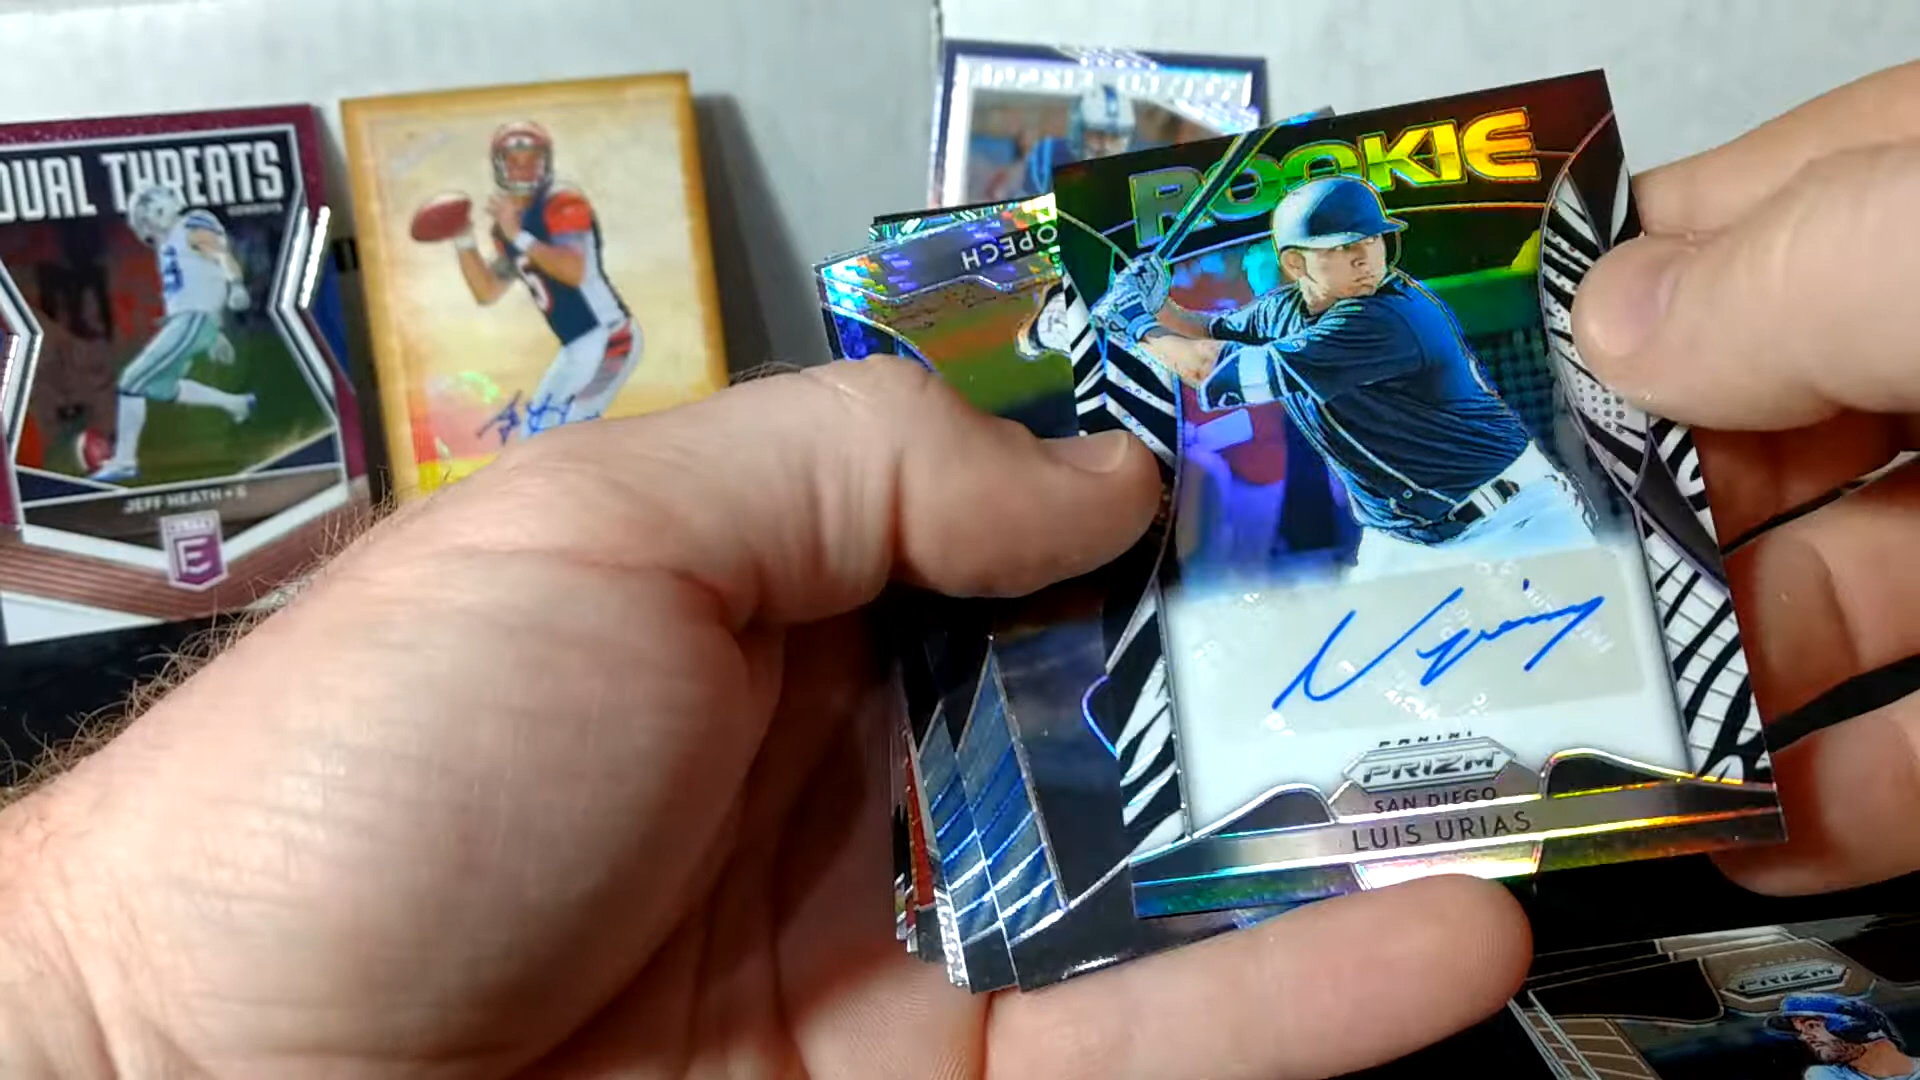 DUAL THREATS
JEFF HEATH • S
E
OPECH
ROOKIE
PANINI
PRIZM
SAN DIEGO
LUIS URIAS
PRIZM